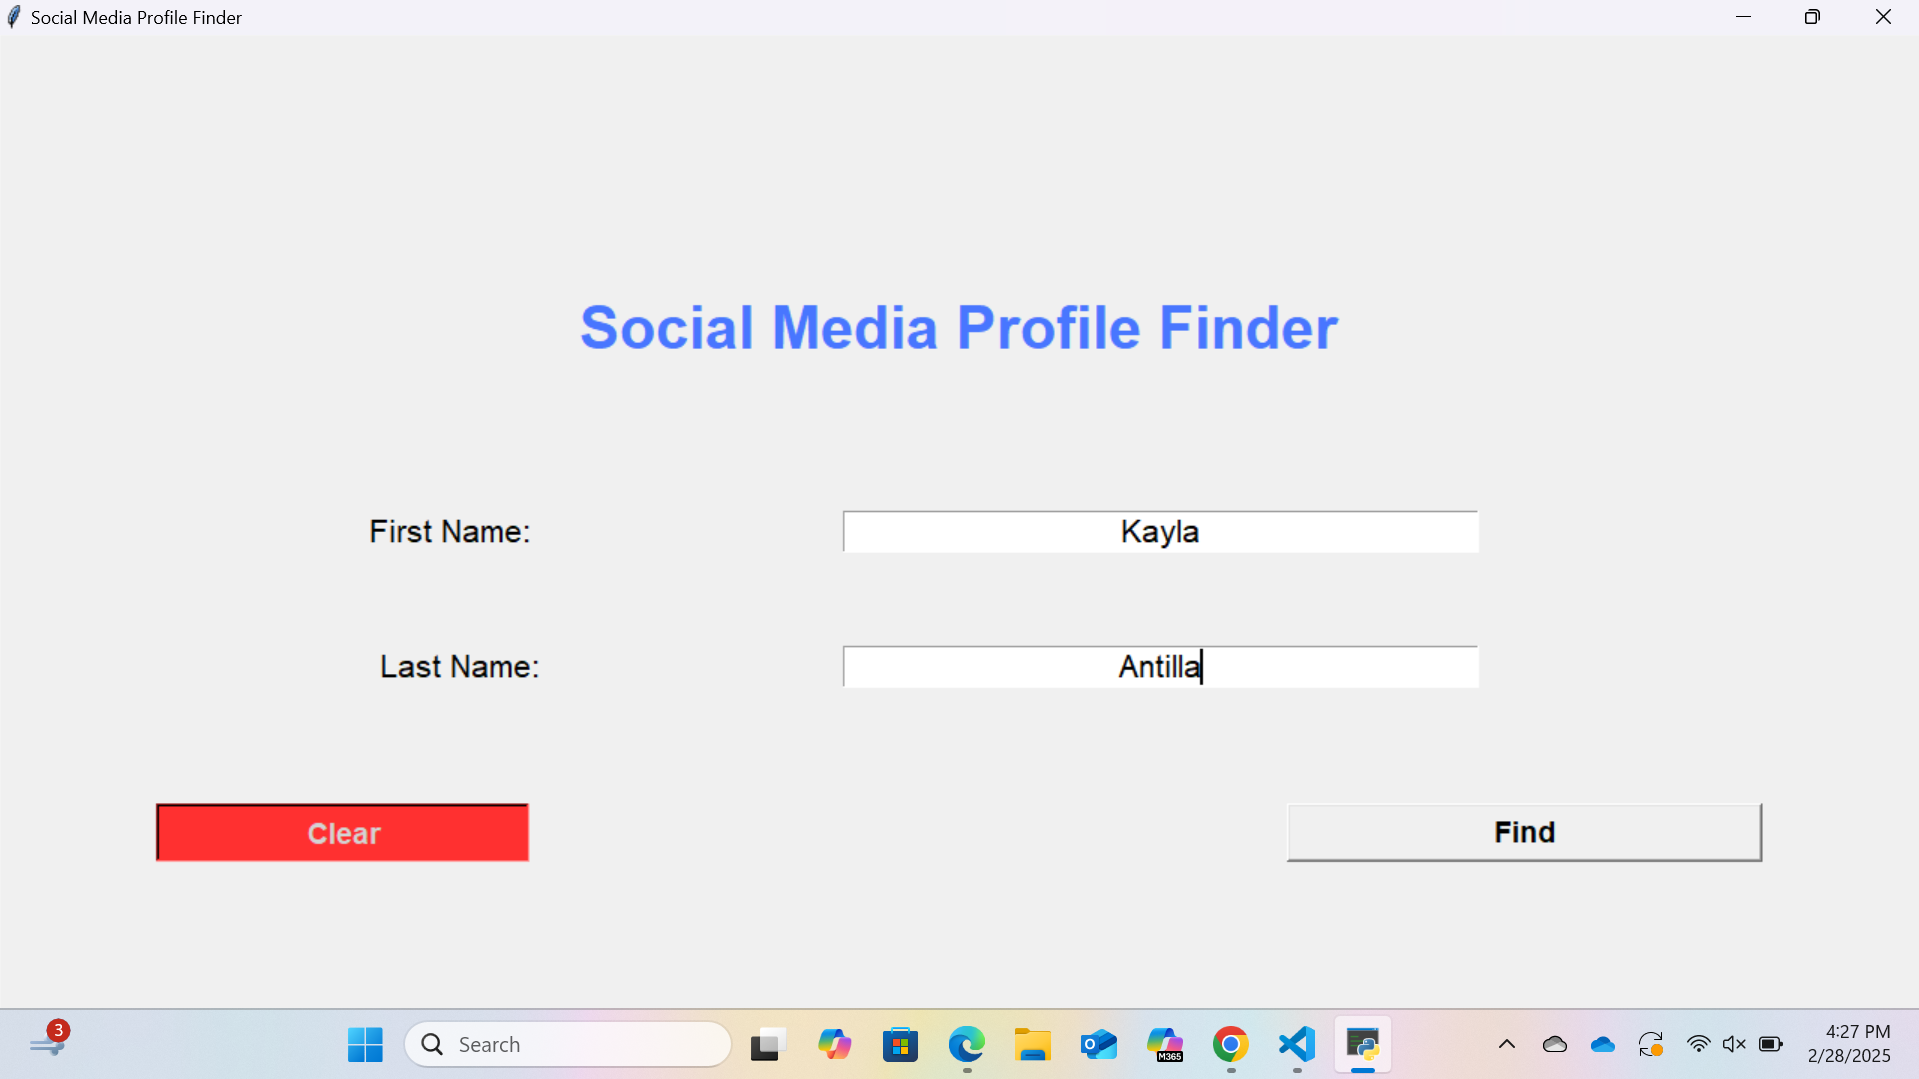 Social Media Profile Finder
Social Media Profile Finder
First Name: Kayla
Last Name: Antilla
Clear Find
3
Search
M365
4:27 PM
2/28/2025